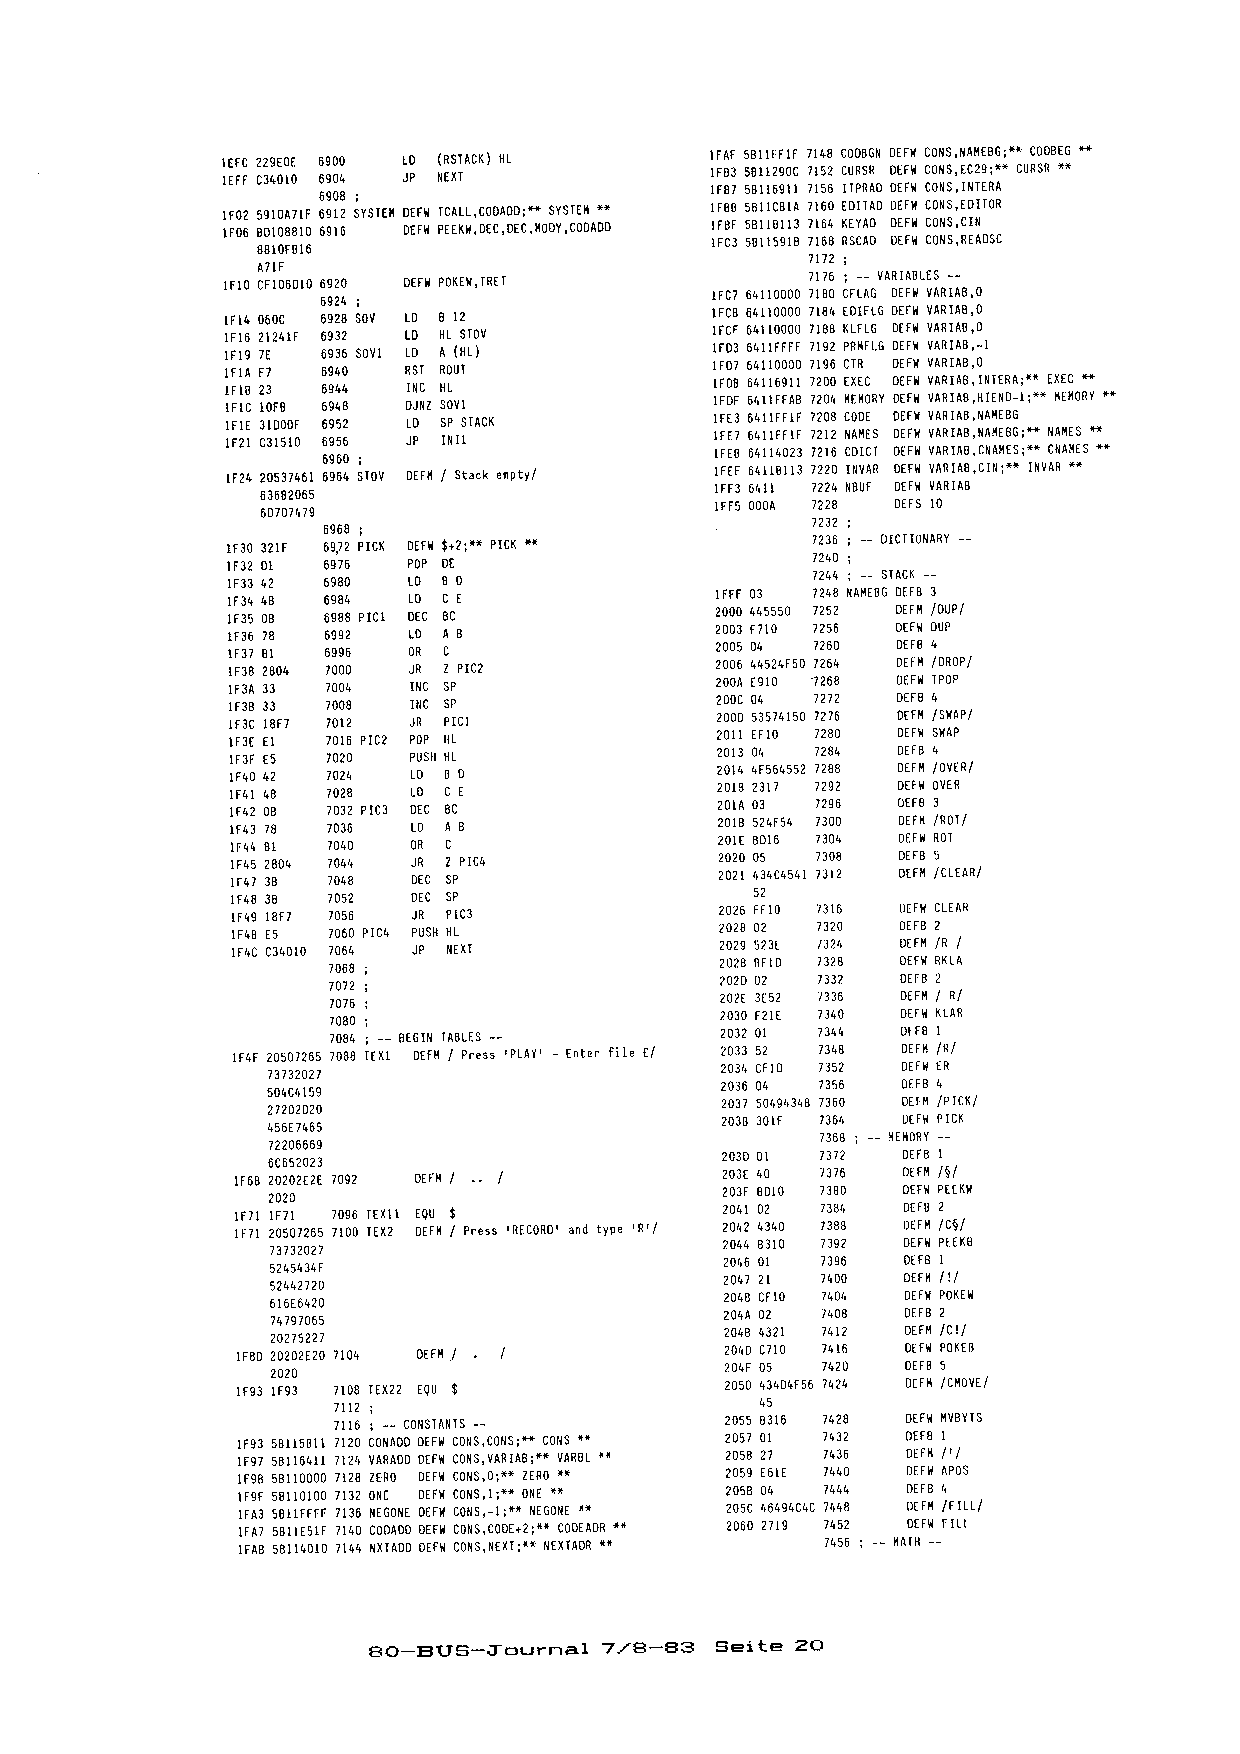 1EFC 229E0E 6900 LD (RSTACK) HL
1EFF C34010 6904 JP NEXT
6908 ;
1F02 5910A71F 6912 SYSTEM DEFW TCALL,CODADD;** SYSTEM **
1F06 BD108810 6916 DEFW PEEKW,DEC,DEC,MODY,CODADD
8810FB16
A71F
1F10 CF106D10 6920 DEFW POKEW,TRET
6924 ;
1F14 060C 6928 SOV LD B 12
1F16 21241F 6932 LD HL STOV
1F19 7E 6936 SOV1 LD A (HL)
1F1A F7 6940 RST ROUT
1F1B 23 6944 INC HL
1F1C 10FB 6948 DJNZ SOV1
1F1E 31D00F 6952 LD SP STACK
1F21 C31510 6956 JP INI1
6960 ;
1F24 20537461 6964 STOV DEFM / Stack empty/
63682065
6D707479
6968 ;
1F30 321F 6972 PICK DEFW $+2;** PICK **
1F32 D1 6976 POP DE
1F33 42 6980 LD B D
1F34 4B 6984 LD C E
1F35 0B 6988 PIC1 DEC BC
1F36 78 6992 LD A B
1F37 B1 6996 OR C
1F38 2804 7000 JR Z PIC2
1F3A 33 7004 INC SP
1F3B 33 7008 INC SP
1F3C 18F7 7012 JR PIC1
1F3E E1 7016 PIC2 POP HL
1F3F E5 7020 PUSH HL
1F40 42 7024 LD B D
1F41 4B 7028 LD C E
1F42 0B 7032 PIC3 DEC BC
1F43 78 7036 LD A B
1F44 B1 7040 OR C
1F45 2804 7044 JR Z PIC4
1F47 3B 7048 DEC SP
1F48 3B 7052 DEC SP
1F49 18F7 7056 JR PIC3
1F4B E5 7060 PIC4 PUSH HL
1F4C C34010 7064 JP NEXT
7068 ;
7072 ;
7076 ;
7080 ;
7084 ; -- BEGIN TABLES --
1F4F 20507265 7088 TEX1 DEFM / Press 'PLAY' - Enter file £/
73732027
504C4159
27202D20
456E7465
72206669
6C652023
1F6B 20202E2E 7092 DEFM / .. /
2020
1F71 1F71 7096 TEX11 EQU $
1F71 20507265 7100 TEX2 DEFM / Press 'RECORD' and type 'R'/
73732027
5245434F
52442720
616E6420
74797065
20275227
1F8D 20202E20 7104 DEFM / . /
2020
1F93 1F93 7108 TEX22 EQU $
7112 ;
7116 ; -- CONSTANTS --
1F93 5B115B11 7120 CONADD DEFW CONS,CONS;** CONS **
1F97 5B116411 7124 VARADD DEFW CONS,VARIAB;** VARBL **
1F9B 5B110000 7128 ZERO DEFW CONS,0;** ZERO **
1F9F 5B110100 7132 ONE DEFW CONS,1;** ONE **
1FA3 5B11FFFF 7136 NEGONE DEFW CONS,-1;** NEGONE **
1FA7 5B11E51F 7140 CODADD DEFW CONS,CODE+2;** CODEADR **
1FAB 5B114010 7144 NXTADD DEFW CONS,NEXT;** NEXTADR **
1FAF 5B11FF1F 7148 CODBGN DEFW CONS,NAMEBG;** CODBEG **
1FB3 5B11290C 7152 CURSR DEFW CONS,EC29;** CURSR **
1FB7 5B116911 7156 ITPRAD DEFW CONS,INTERA
1FBB 5B11CB1A 7160 EDITAD DEFW CONS,EDITOR
1FBF 5B11B113 7164 KEYAD DEFW CONS,CIN
1FC3 5B11591B 7168 RSCAD DEFW CONS,READSC
7172 ;
7176 ; -- VARIABLES --
1FC7 64110000 7180 CFLAG DEFW VARIAB,0
1FCB 64110000 7184 EDIFLG DEFW VARIAB,0
1FCF 64110000 7188 KLFLG DEFW VARIAB,0
1FD3 6411FFFF 7192 PRMFLG DEFW VARIAB,-1
1FD7 64110000 7196 CTR DEFW VARIAB,0
1FDB 64116911 7200 EXEC DEFW VARIAB,INTERA;** EXEC **
1FDF 6411FFAB 7204 MEMORY DEFW VARIAB,HIEND-1;** MEMORY **
1FE3 6411FF1F 7208 CODE DEFW VARIAB,NAMEBG
1FE7 6411FF1F 7212 NAMES DEFW VARIAB,NAMEBG;** NAMES **
1FEB 64114023 7216 CDICT DEFW VARIAB,CNAMES;** CNAMES **
1FEF 6411B113 7220 INVAR DEFW VARIAB,CIN;** INVAR **
1FF3 6411 7224 NBUF DEFW VARIAB
1FF5 000A 7228 DEFS 10
7232 ;
7236 ; -- DICTIONARY --
7240 ;
7244 ; -- STACK --
1FFF 03 7248 NAMEBG DEFB 3
2000 445550 7252 DEFM /DUP/
2003 F710 7256 DEFW DUP
2005 04 7260 DEFB 4
2006 44524F50 7264 DEFM /DROP/
200A E910 7268 DEFW TPOP
200C 04 7272 DEFB 4
200D 53574150 7276 DEFM /SWAP/
2011 EF10 7280 DEFW SWAP
2013 04 7284 DEFB 4
2014 4F564552 7288 DEFM /OVER/
2018 2317 7292 DEFW OVER
201A 03 7296 DEFB 3
201B 524F54 7300 DEFM /ROT/
201E BD16 7304 DEFW ROT
2020 05 7308 DEFB 5
2021 434C4541 7312 DEFM /CLEAR/
52
2026 FF10 7316 DEFW CLEAR
2028 02 7320 DEFB 2
2029 523E 7324 DEFM /R /
202B BF1D 7328 DEFW RKLA
202D 02 7332 DEFB 2
202E 3E52 7336 DEFM / R/
2030 F21E 7340 DEFW KLAR
2032 01 7344 DEFB 1
2033 52 7348 DEFM /R/
2034 CF1D 7352 DEFW ER
2036 04 7356 DEFB 4
2037 5049434B 7360 DEFM /PICK/
203B 301F 7364 DEFW PICK
7368 ; -- MEMORY --
203D 01 7372 DEFB 1
203E 40 7376 DEFM /§/
203F BD10 7380 DEFW PEEKW
2041 02 7384 DEFB 2
2042 4340 7388 DEFM /C§/
2044 B310 7392 DEFW PEEKB
2046 01 7396 DEFB 1
2047 21 7400 DEFM /!/
2048 CF10 7404 DEFW POKEW
204A 02 7408 DEFB 2
204B 4321 7412 DEFM /C!/
204D C710 7416 DEFW POKEB
204F 05 7420 DEFB 5
2050 434D4F56 7424 DEFM /CMOVE/
45
2055 B316 7428 DEFW MVBYTS
2057 01 7432 DEFB 1
2058 27 7436 DEFM /'/
2059 E61E 7440 DEFW APOS
205B 04 7444 DEFB 4
205C 46494C4C 7448 DEFM /FILL/
2060 2719 7452 DEFW FILL
7456 ; -- MATH --
80-BUS-Journal 7/8-83 Seite 20